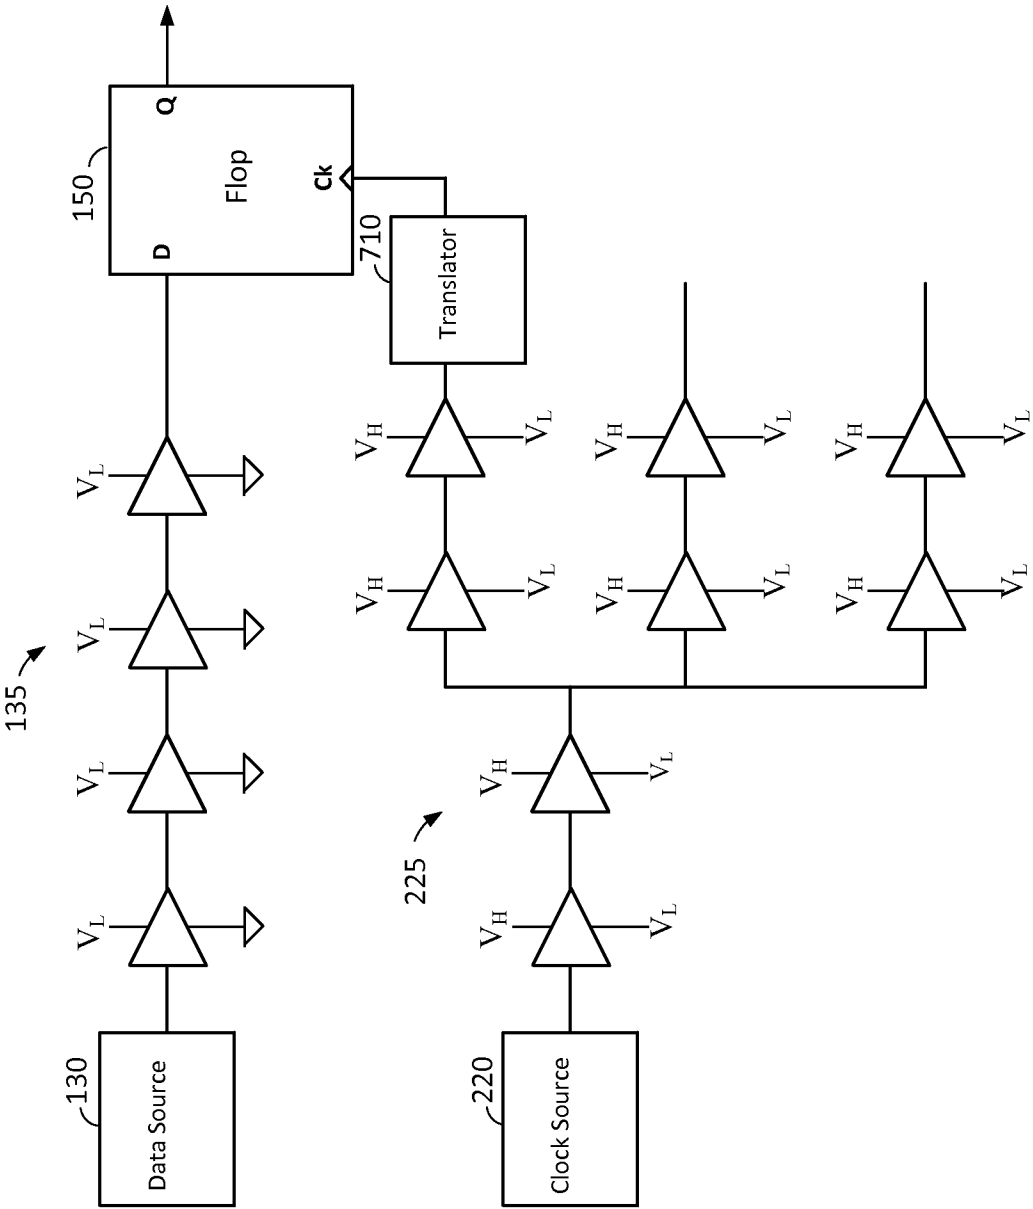 135
130
V_L
V_L
V_L
V_L
150
Data Source
D
Q
Flop
Ck
V_H
V_H
710
225
Translator
220
V_H
V_H
V_L
V_L
Clock Source
V_H
V_H
V_L
V_L
V_L
V_L
V_H
V_H
V_L
V_L